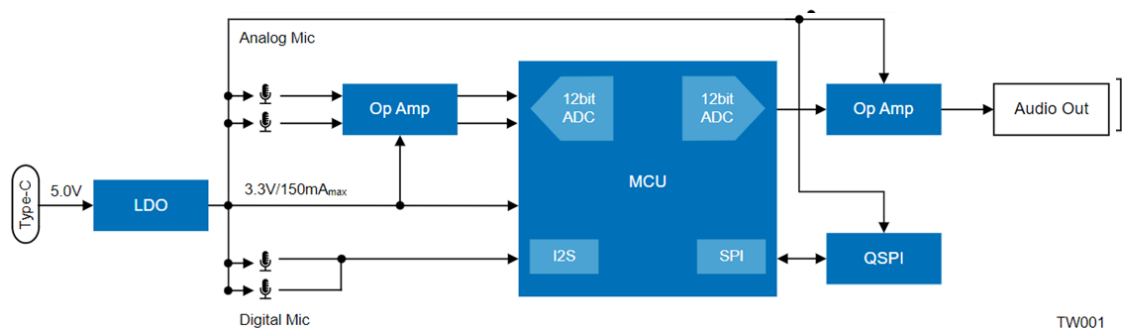 Analog Mic
12bit
ADC
12bit
ADC
Op Amp
Op Amp
Audio Out
Type-C
5.0V
LDO
3.3V/150mAmax
MCU
I2S
SPI
QSPI
Digital Mic
TW001